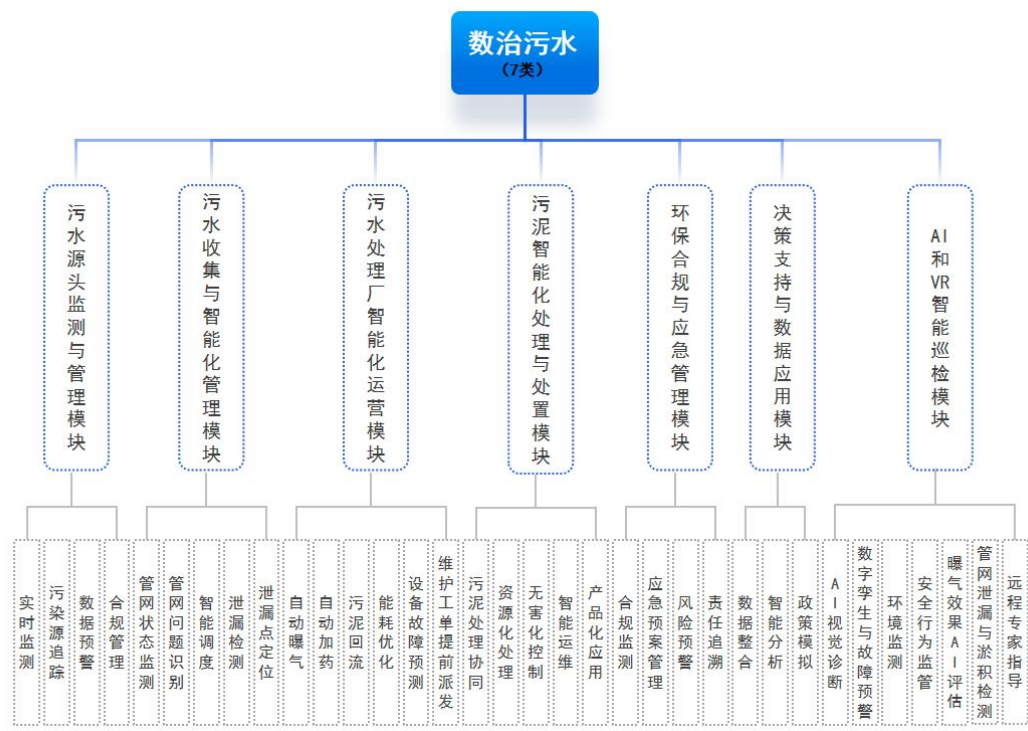 数治污水
（7类）
污水源头监测与管理模块
污水收集与智能化管理模块
污水处理厂智能化运营模块
污泥智能化处理与处置模块
环保合规与应急管理模块
决策支持与数据应用模块
AI和VR智能巡检模块
实时监测
污染源追踪
数据预警
合规管理
管网状态监测
管网问题识别
智能调度
泄漏检测
泄漏点定位
自动曝气
自动加药
污泥回流
能耗优化
设备故障预测
维护工单提前派发
污泥处理协同
资源化处理
无害化控制
智能运维
产品化应用
合规监测
应急预案管理
风险预警
责任追溯
数据整合
智能分析
政策模拟
AI视觉诊断
数字孪生与故障预警
环境监测
安全行为监管
曝气效果AI评估
管网泄漏与淤积检测
远程专家指导